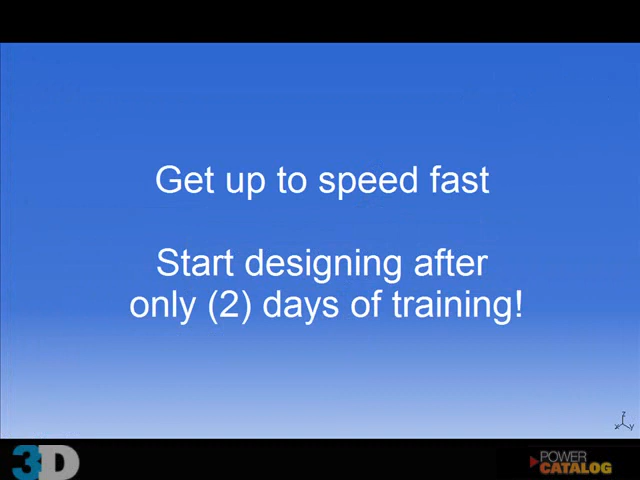 Get up to speed fast
Start designing after
only (2) days of training!
z
x y
3D
POWER
CATALOG